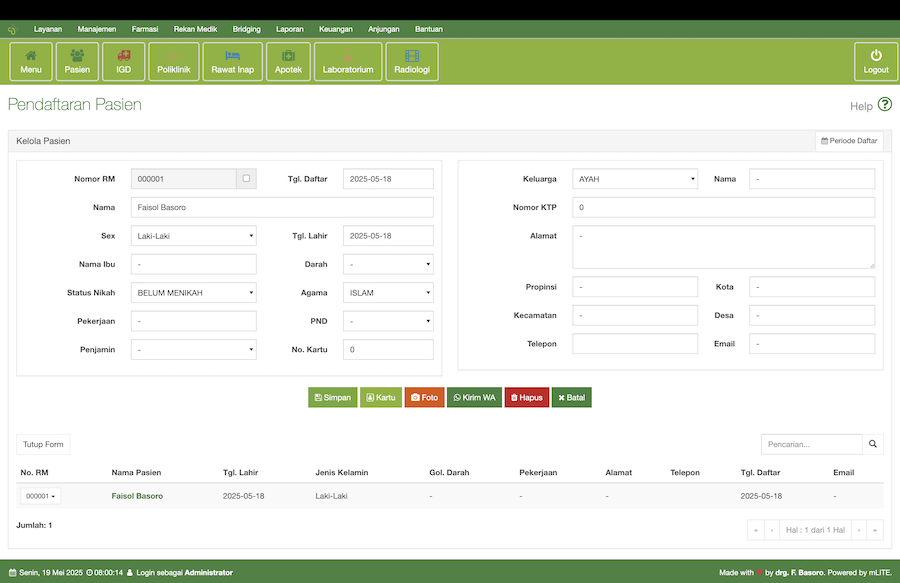 Layanan Manajemen Farmasi Rekan Medik Bridging Laporan Keuangan Anjungan Bantuan
Menu Pasien IGD Poliklinik Rawat Inap Apotek Laboratorium Radiologi Logout
Pendaftaran Pasien Help
Kelola Pasien Periode Daftar
Nomor RM 000001 Tgl. Daftar 2025-05-18
Nama Faisol Basoro
Sex Laki-Laki Tgl. Lahir 2025-05-18
Nama Ibu - Darah -
Status Nikah BELUM MENIKAH Agama ISLAM
Pekerjaan - PND -
Penjamin - No. Kartu 0
Keluarga AYAH Nama -
Nomor KTP 0
Alamat -
Propinsi - Kota -
Kecamatan - Desa -
Telepon Email -
Simpan Kartu Foto Kirim WA Hapus Batal
Tutup Form Pencarian...
No. RM Nama Pasien Tgl. Lahir Jenis Kelamin Gol. Darah Pekerjaan Alamat Telepon Tgl. Daftar Email
000001 Faisol Basoro 2025-05-18 Laki-Laki - - - 2025-05-18 -
Jumlah: 1
« ‹ Hal : 1 dari 1 Hal › »
Senin, 19 Mei 2025 08:00:14 Login sebagai Administrator Made with ♥ by drg. F. Basoro. Powered by mLITE.